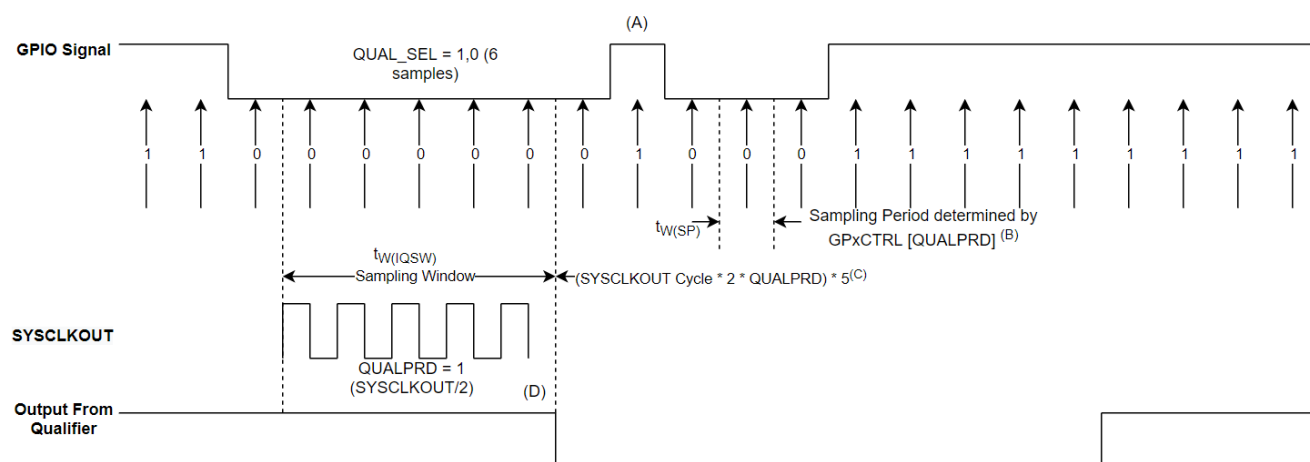 (A)
GPIO Signal
QUAL_SEL = 1,0 (6
samples)
1 1 0 0 0 0 0 0 0 1 0 0 0 1 1 1 1 1 1 1 1 1
tW(SP)
Sampling Period determined by
GPxCTRL [QUALPRD] (B)
tW(IQSW)
Sampling Window
(SYSCLKOUT Cycle * 2 * QUALPRD) * 5(C)
SYSCLKOUT
QUALPRD = 1
(SYSCLKOUT/2)
(D)
Output From
Qualifier